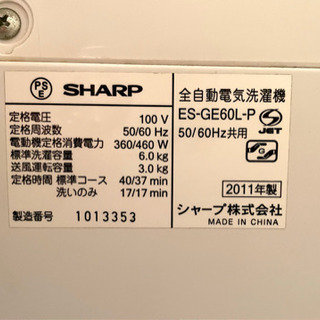 PS
E
SHARP
定格電圧 100 V
定格周波数 50/60 Hz
電動機定格消費電力 360/460 W
標準洗濯容量 6.0 kg
送風運転容量 3.0 kg
定格時間 標準コース 40/37 min
洗いのみ 17/17 min
製造番号 1013353
全自動電気洗濯機
ES-GE60L-P
50/60Hz共用
JET
2011年製
シャープ株式会社
MADE IN CHINA